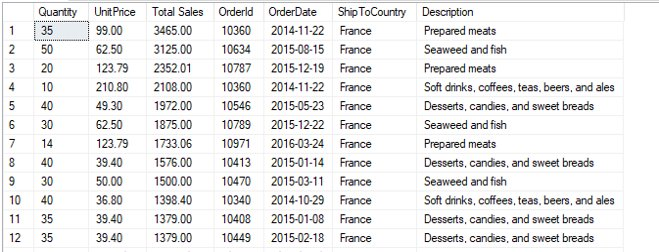 Quantity UnitPrice Total Sales OrderId OrderDate ShipToCountry Description
1 35 99.00 3465.00 10360 2014-11-22 France Prepared meats
2 50 62.50 3125.00 10634 2015-08-15 France Seaweed and fish
3 20 123.79 2352.01 10787 2015-12-19 France Prepared meats
4 10 210.80 2108.00 10360 2014-11-22 France Soft drinks, coffees, teas, beers, and ales
5 40 49.30 1972.00 10546 2015-05-23 France Desserts, candies, and sweet breads
6 30 62.50 1875.00 10789 2015-12-22 France Seaweed and fish
7 14 123.79 1733.06 10971 2016-03-24 France Prepared meats
8 40 39.40 1576.00 10413 2015-01-14 France Desserts, candies, and sweet breads
9 30 50.00 1500.00 10470 2015-03-11 France Seaweed and fish
10 40 36.80 1398.40 10340 2014-10-29 France Soft drinks, coffees, teas, beers, and ales
11 35 39.40 1379.00 10408 2015-01-08 France Desserts, candies, and sweet breads
12 35 39.40 1379.00 10449 2015-02-18 France Desserts, candies, and sweet breads